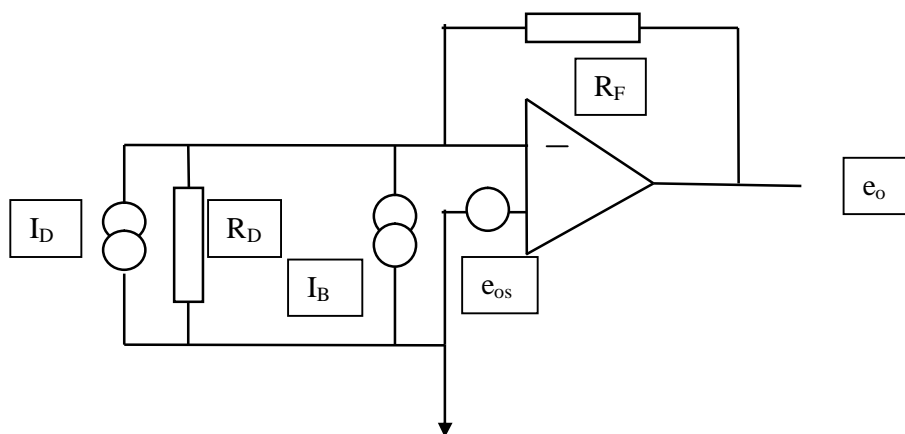 R_F
−
e_o
I_D
R_D
I_B
e_os